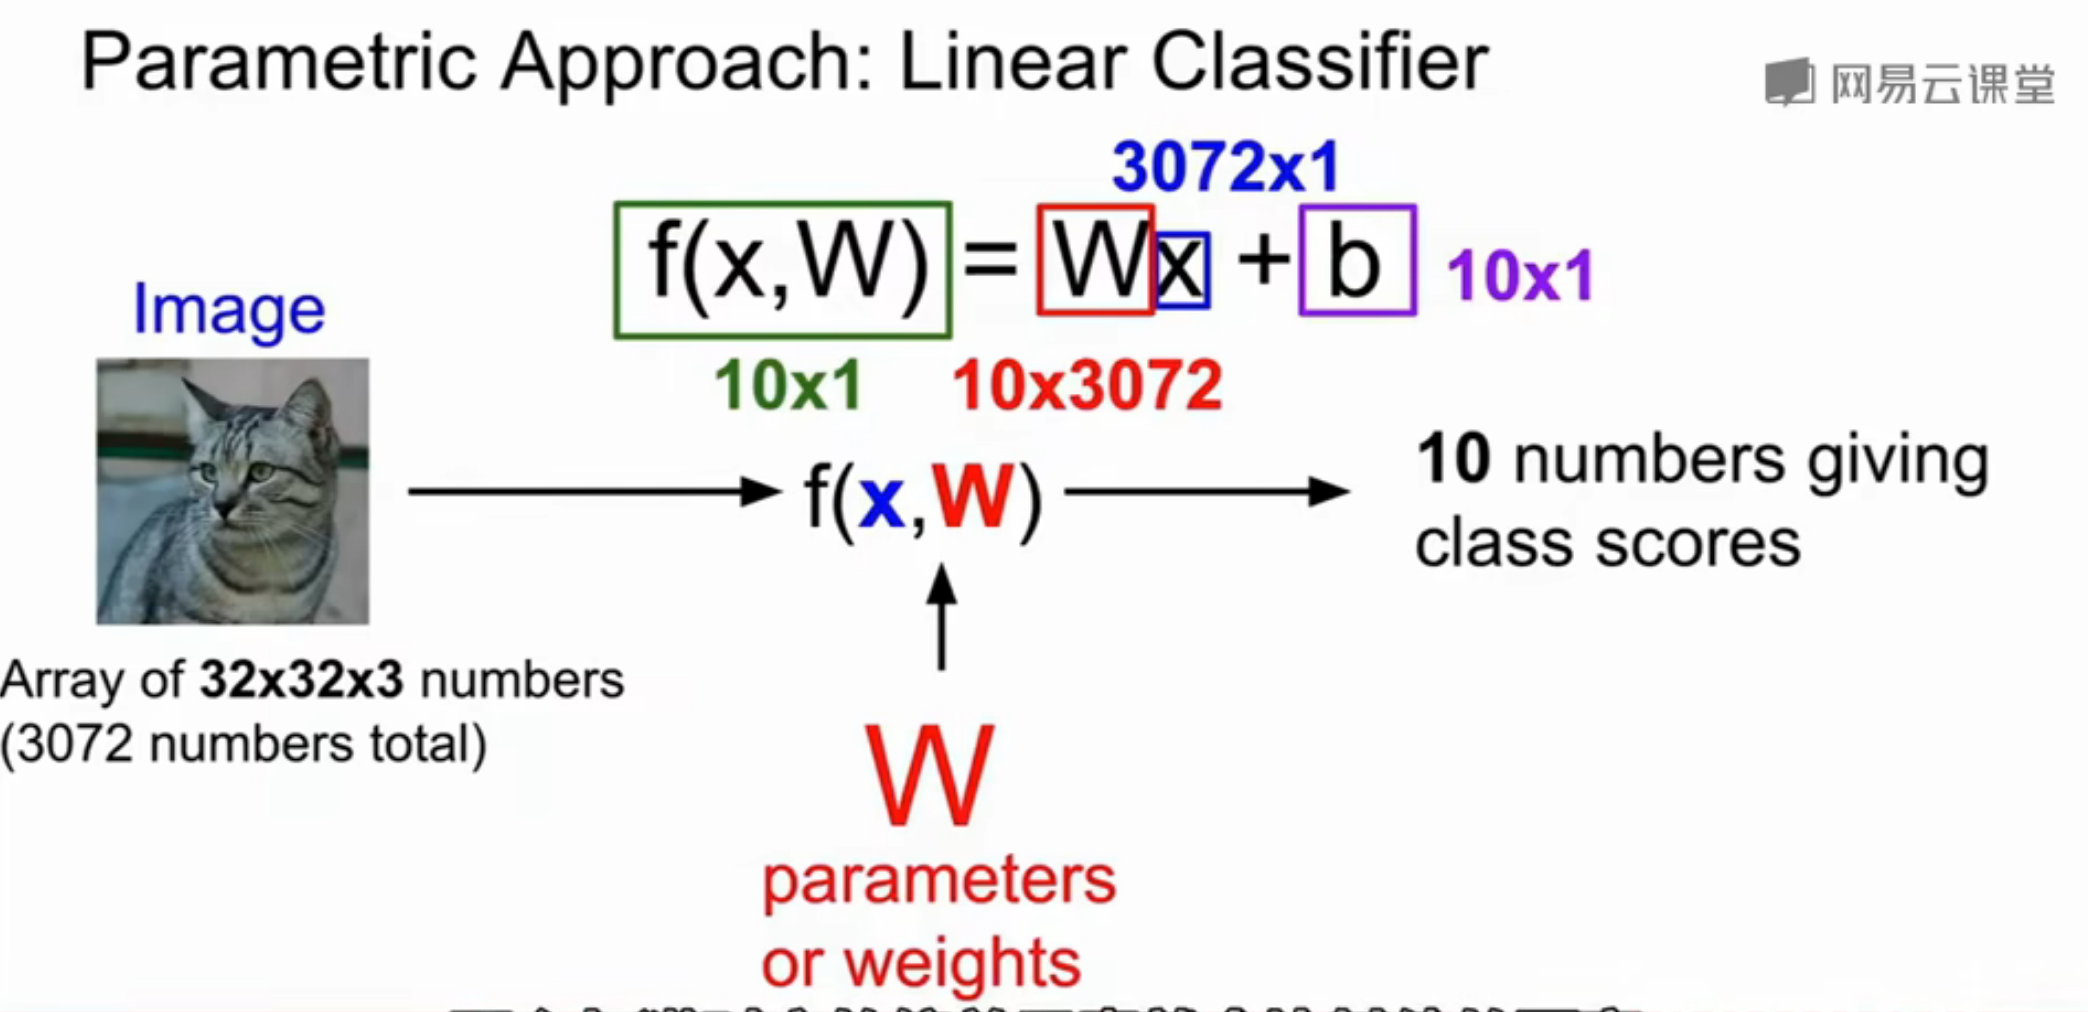 Parametric Approach: Linear Classifier
网易云课堂
3072x1
f(x,W) = Wx + b 10x1
10x1 10x3072
Image
f(x,W)
10 numbers giving
class scores
Array of 32x32x3 numbers
(3072 numbers total)
W
parameters
or weights